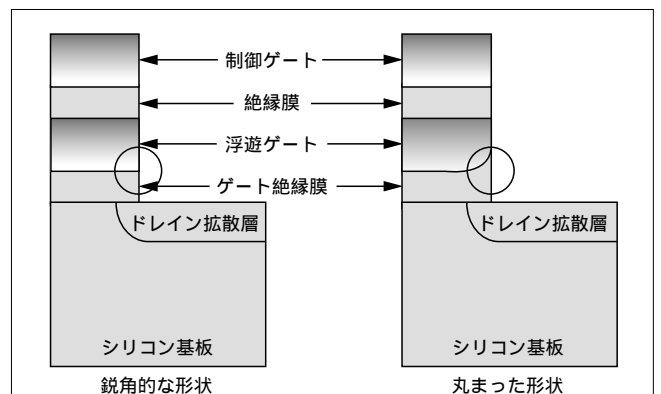 制御ゲート
絶縁膜
浮遊ゲート
ゲート絶縁膜
ドレイン拡散層
ドレイン拡散層
シリコン基板
シリコン基板
鋭角的な形状
丸まった形状